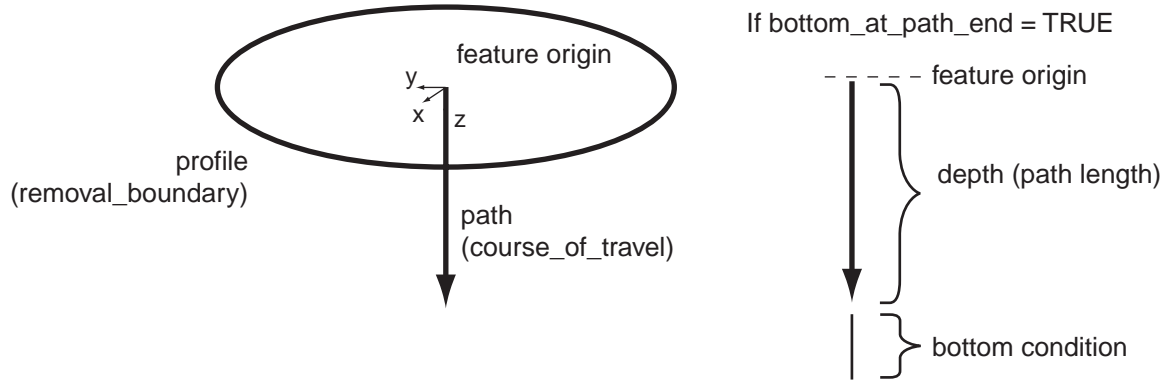 feature origin
y
x
z
profile
(removal_boundary)
path
(course_of_travel)
If bottom_at_path_end = TRUE
feature origin
depth (path length)
bottom condition